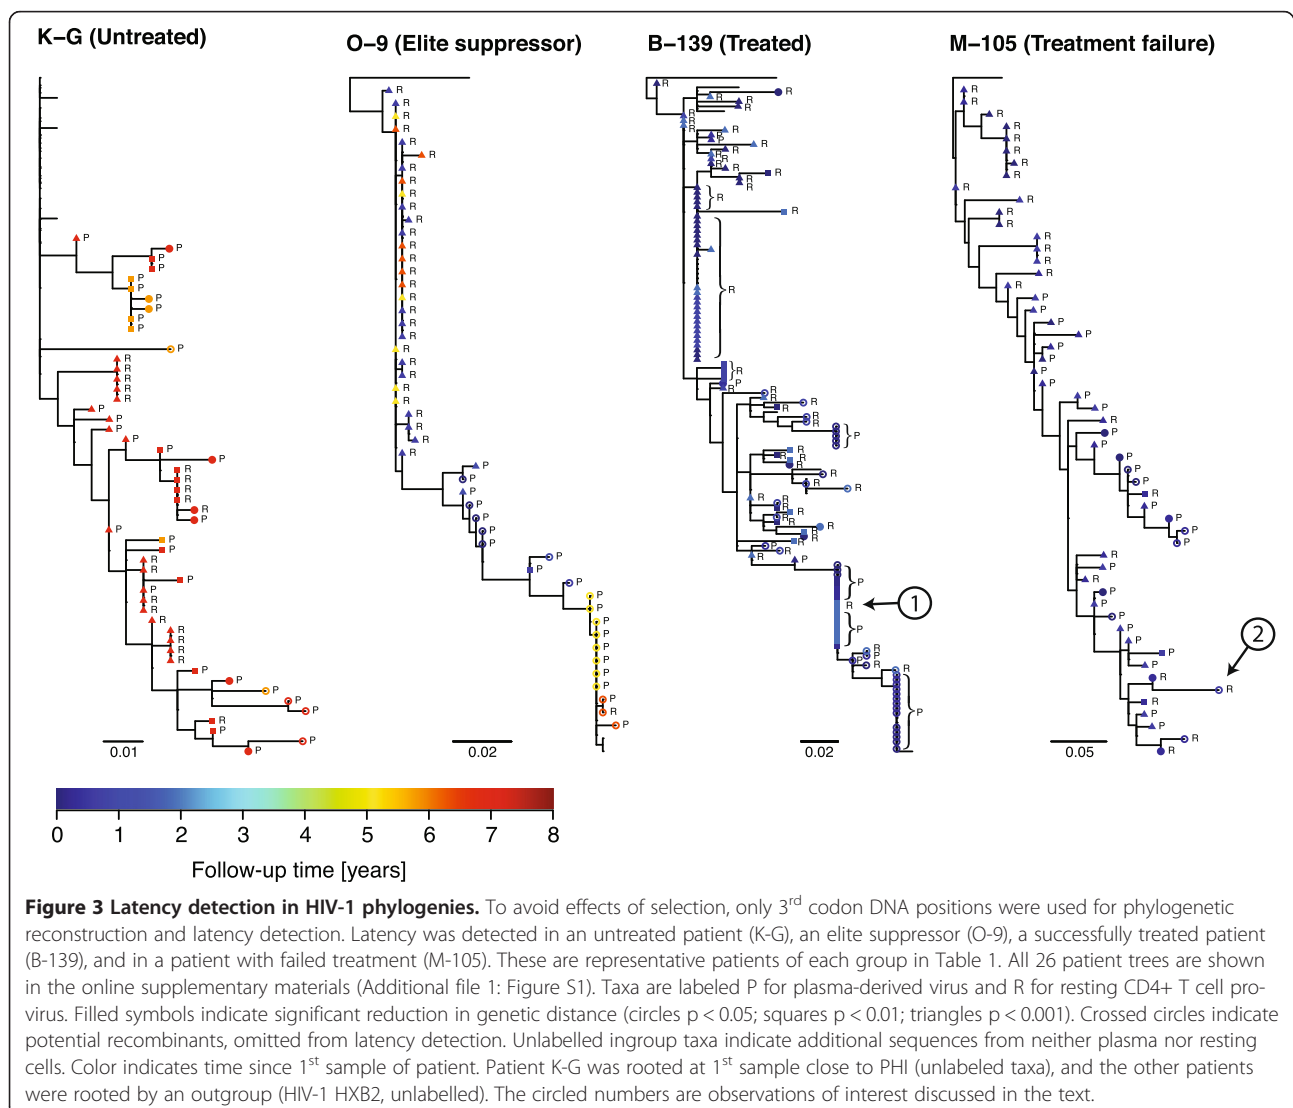 K–G (Untreated)
O–9 (Elite suppressor)
B–139 (Treated)
M–105 (Treatment failure)
1
2
0.01
0.02
0.02
0.05
0 1 2 3 4 5 6 7 8
Follow-up time [years]
Figure 3 Latency detection in HIV-1 phylogenies. To avoid effects of selection, only 3rd codon DNA positions were used for phylogenetic
reconstruction and latency detection. Latency was detected in an untreated patient (K-G), an elite suppressor (O-9), a successfully treated patient
(B-139), and in a patient with failed treatment (M-105). These are representative patients of each group in Table 1. All 26 patient trees are shown
in the online supplementary materials (Additional file 1: Figure S1). Taxa are labeled P for plasma-derived virus and R for resting CD4+ T cell pro-
virus. Filled symbols indicate significant reduction in genetic distance (circles p < 0.05; squares p < 0.01; triangles p < 0.001). Crossed circles indicate
potential recombinants, omitted from latency detection. Unlabelled ingroup taxa indicate additional sequences from neither plasma nor resting
cells. Color indicates time since 1st sample of patient. Patient K-G was rooted at 1st sample close to PHI (unlabeled taxa), and the other patients
were rooted by an outgroup (HIV-1 HXB2, unlabelled). The circled numbers are observations of interest discussed in the text.